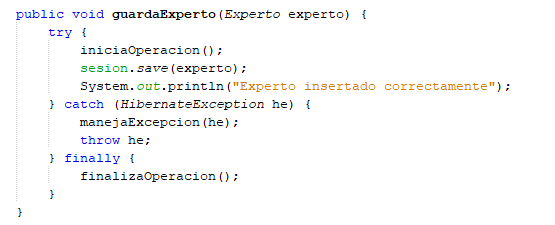 public void guardaExperto(Experto experto) {
    try {
        iniciaOperacion();
        sesion.save(experto);
        System.out.println("Experto insertado correctamente");
    } catch (HibernateException he) {
        manejaExcepcion(he);
        throw he;
    } finally {
        finalizaOperacion();
    }
}